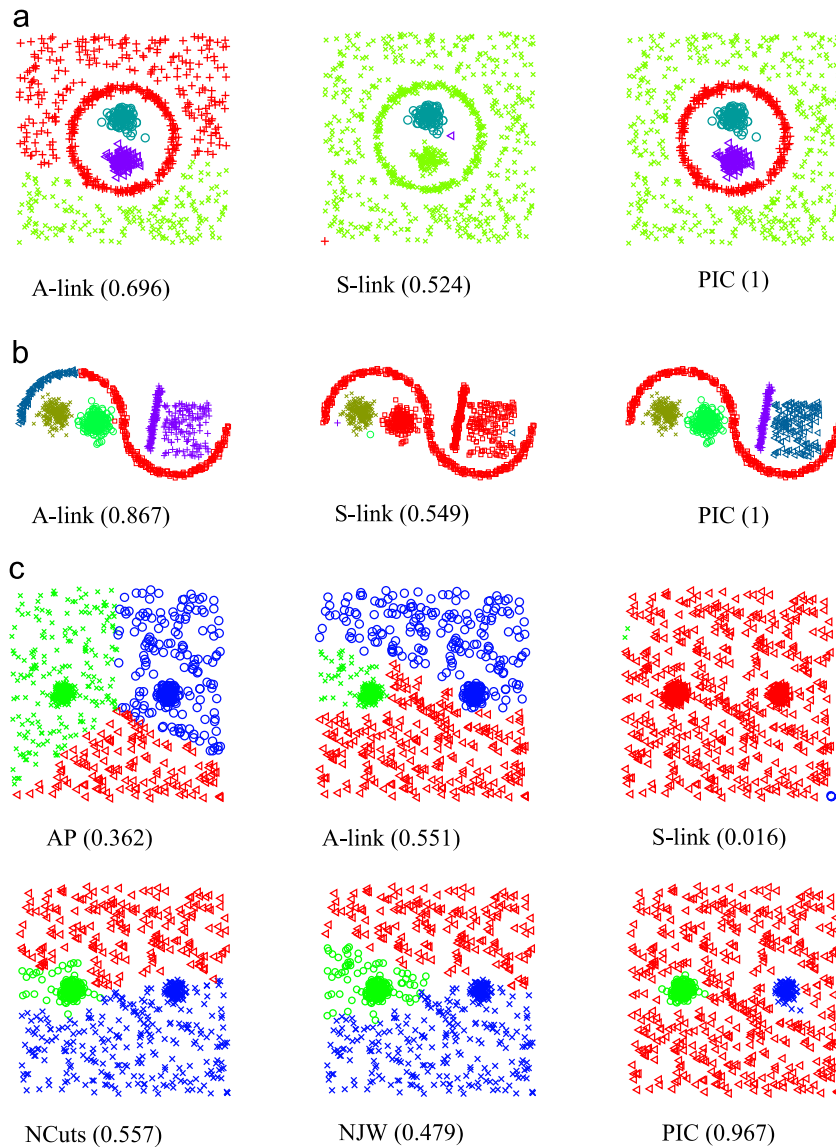 a
A-link (0.696)
S-link (0.524)
PIC (1)
b
A-link (0.867)
S-link (0.549)
PIC (1)
c
AP (0.362)
A-link (0.551)
S-link (0.016)
NCuts (0.557)
NJW (0.479)
PIC (0.967)